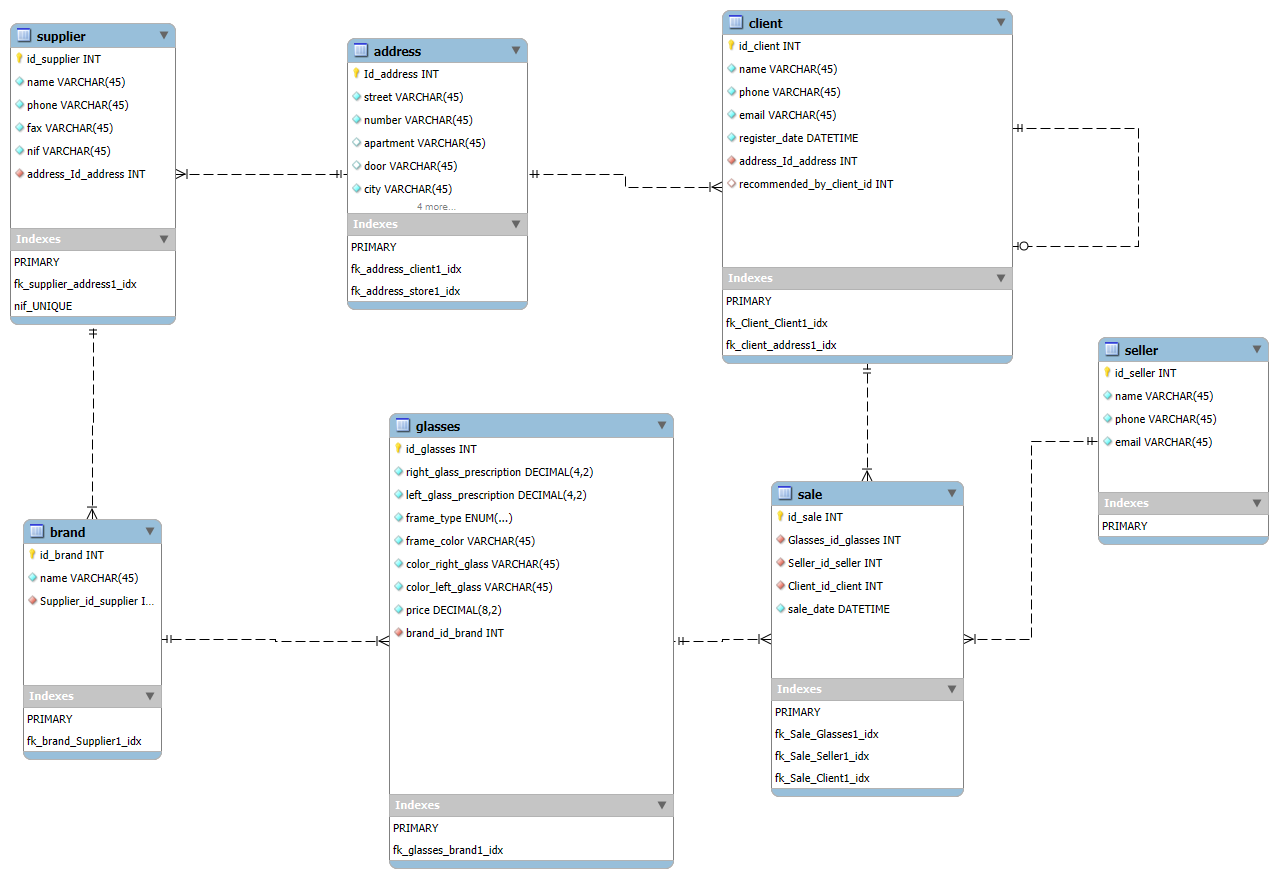 supplier
id_supplier INT
name VARCHAR(45)
phone VARCHAR(45)
fax VARCHAR(45)
nif VARCHAR(45)
address_Id_address INT
Indexes
PRIMARY
fk_supplier_address1_idx
nif_UNIQUE
address
Id_address INT
street VARCHAR(45)
number VARCHAR(45)
apartment VARCHAR(45)
door VARCHAR(45)
city VARCHAR(45)
4 more...
Indexes
PRIMARY
fk_address_client1_idx
fk_address_store1_idx
client
id_client INT
name VARCHAR(45)
phone VARCHAR(45)
email VARCHAR(45)
register_date DATETIME
address_Id_address INT
recommended_by_client_id INT
Indexes
PRIMARY
fk_Client_Client1_idx
fk_client_address1_idx
seller
id_seller INT
name VARCHAR(45)
phone VARCHAR(45)
email VARCHAR(45)
Indexes
PRIMARY
brand
id_brand INT
name VARCHAR(45)
Supplier_id_supplier I...
Indexes
PRIMARY
fk_brand_Supplier1_idx
glasses
id_glasses INT
right_glass_prescription DECIMAL(4,2)
left_glass_prescription DECIMAL(4,2)
frame_type ENUM(...)
frame_color VARCHAR(45)
color_right_glass VARCHAR(45)
color_left_glass VARCHAR(45)
price DECIMAL(8,2)
brand_id_brand INT
Indexes
PRIMARY
fk_glasses_brand1_idx
sale
id_sale INT
Glasses_id_glasses INT
Seller_id_seller INT
Client_id_client INT
sale_date DATETIME
Indexes
PRIMARY
fk_Sale_Glasses1_idx
fk_Sale_Seller1_idx
fk_Sale_Client1_idx